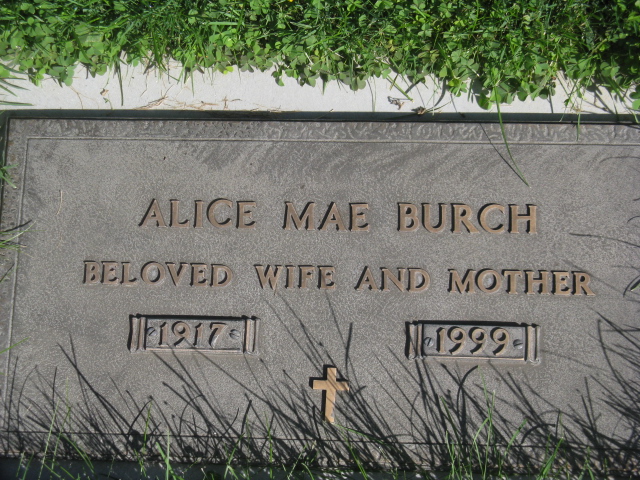 ALICE MAE BURCH
BELOVED WIFE AND MOTHER
1917 1999